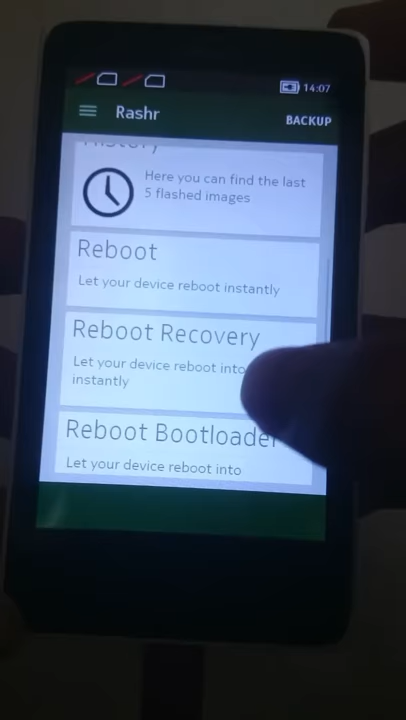 14:07
Rashr
BACKUP
History
Here you can find the last
5 flashed images
Reboot
Let your device reboot instantly
Reboot Recovery
Let your device reboot into
instantly
Reboot Bootloader
Let your device reboot into